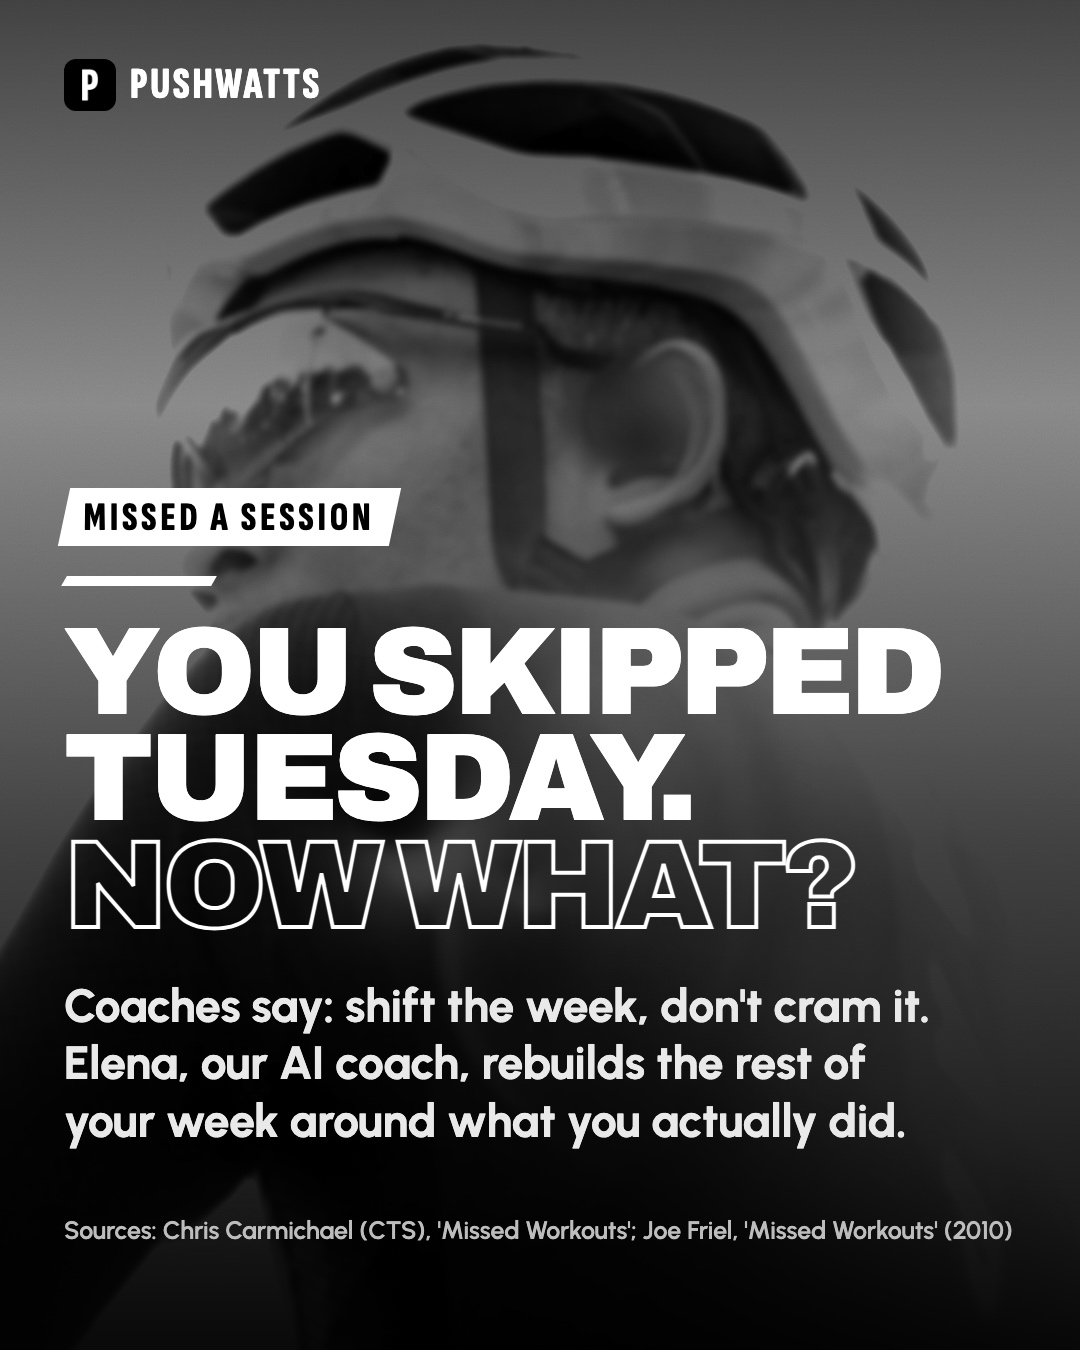 P PUSHWATTS
MISSED A SESSION
YOU SKIPPED
TUESDAY.
NOW WHAT?
Coaches say: shift the week, don't cram it.
Elena, our AI coach, rebuilds the rest of
your week around what you actually did.
Sources: Chris Carmichael (CTS), 'Missed Workouts'; Joe Friel, 'Missed Workouts' (2010)